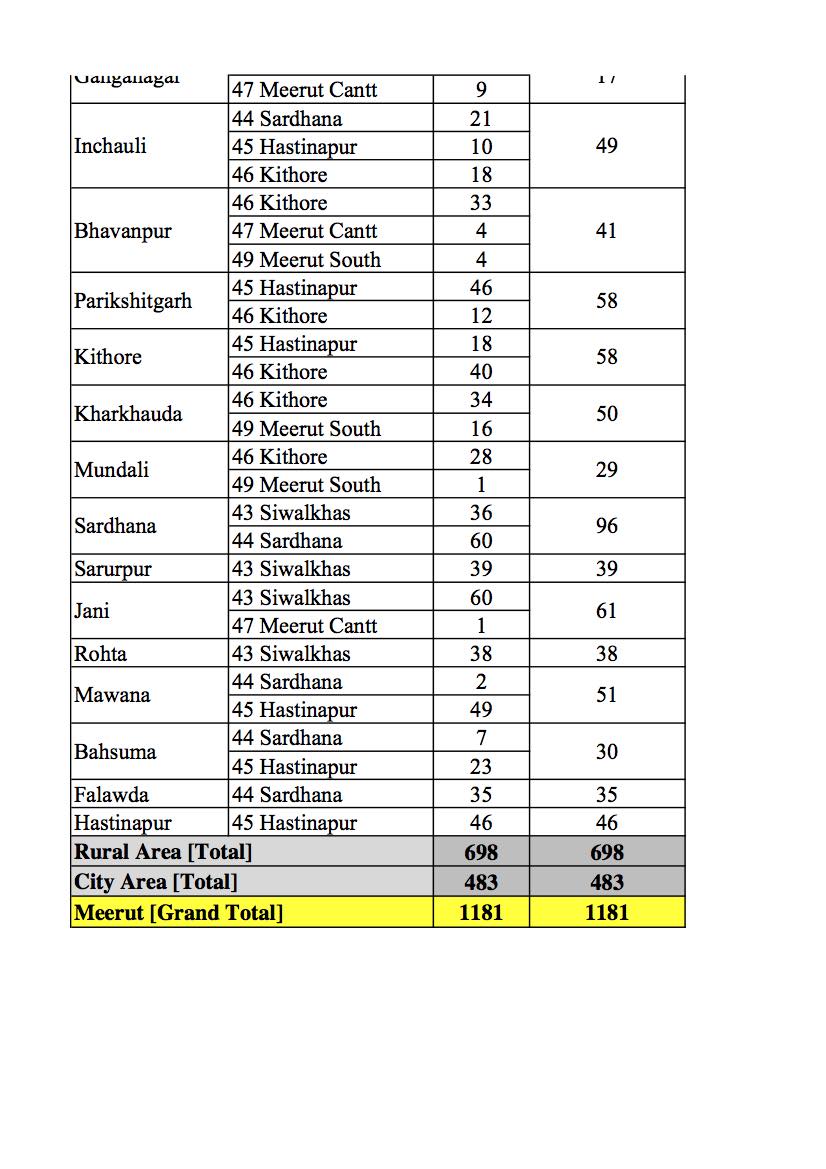 Ganganagar 17
47 Meerut Cantt 9
Inchauli 44 Sardhana 21 49
45 Hastinapur 10
46 Kithore 18
Bhavanpur 46 Kithore 33 41
47 Meerut Cantt 4
49 Meerut South 4
Parikshitgarh 45 Hastinapur 46 58
46 Kithore 12
Kithore 45 Hastinapur 18 58
46 Kithore 40
Kharkhauda 46 Kithore 34 50
49 Meerut South 16
Mundali 46 Kithore 28 29
49 Meerut South 1
Sardhana 43 Siwalkhas 36 96
44 Sardhana 60
Sarurpur 43 Siwalkhas 39 39
Jani 43 Siwalkhas 60 61
47 Meerut Cantt 1
Rohta 43 Siwalkhas 38 38
Mawana 44 Sardhana 2 51
45 Hastinapur 49
Bahsuma 44 Sardhana 7 30
45 Hastinapur 23
Falawda 44 Sardhana 35 35
Hastinapur 45 Hastinapur 46 46
Rural Area [Total] 698 698
City Area [Total] 483 483
Meerut [Grand Total] 1181 1181